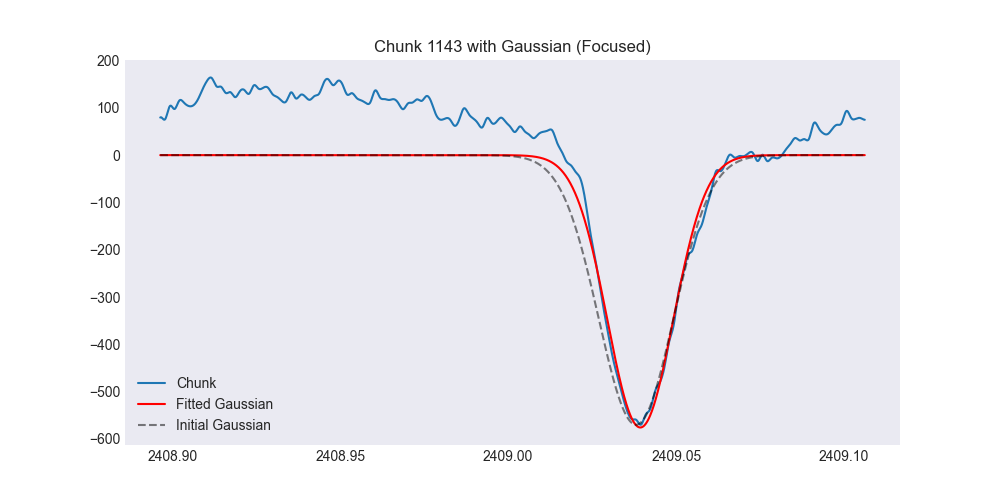 Chunk 1143 with Gaussian (Focused)
200
100
0
−100
−200
−300
−400
−500
−600
Chunk
Fitted Gaussian
Initial Gaussian
2408.90 2408.95 2409.00 2409.05 2409.10